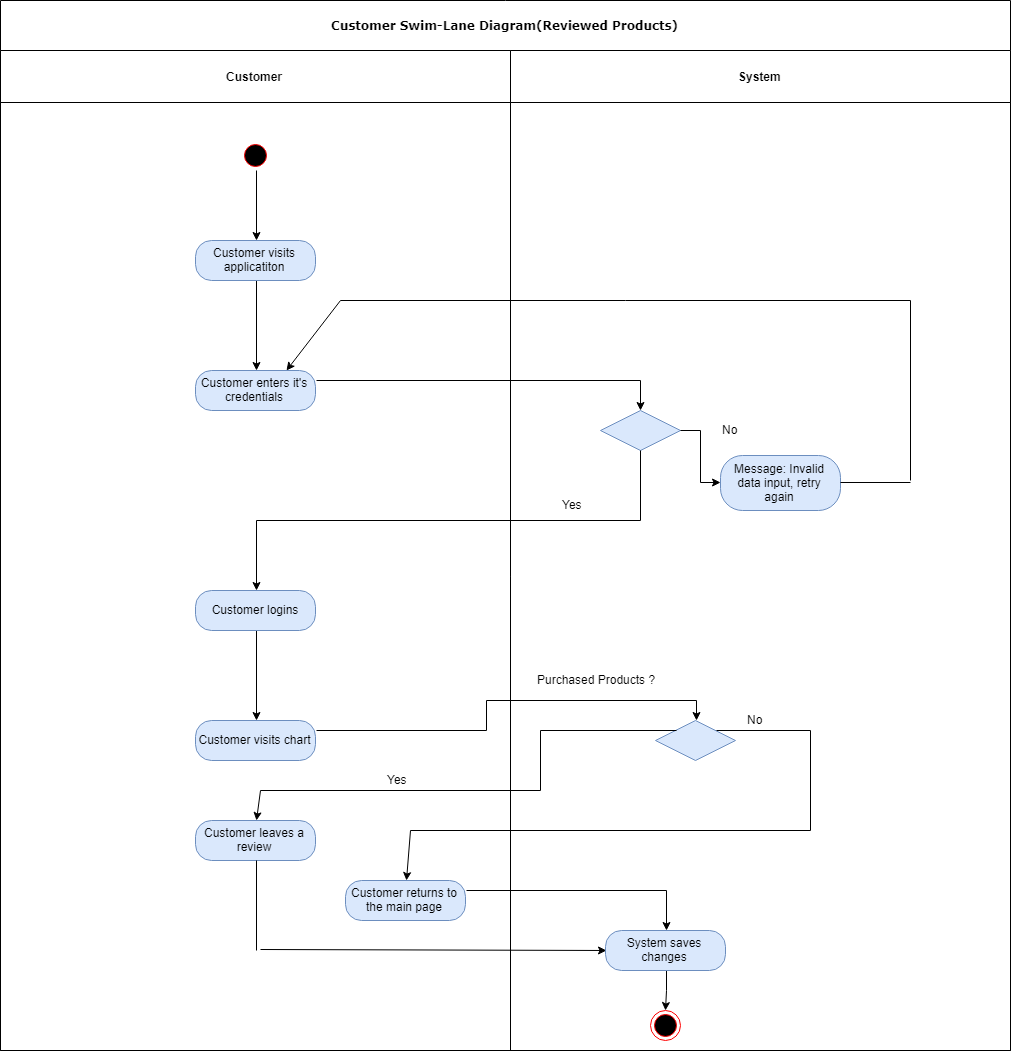 Customer Swim-Lane Diagram(Reviewed Products)
Customer
System
Customer visits
applicatiton
Customer enters it's
credentials
No
Message: Invalid
data input, retry
again
Yes
Customer logins
Purchased Products ?
No
Customer visits chart
Yes
Customer leaves a
review
Customer returns to
the main page
System saves
changes